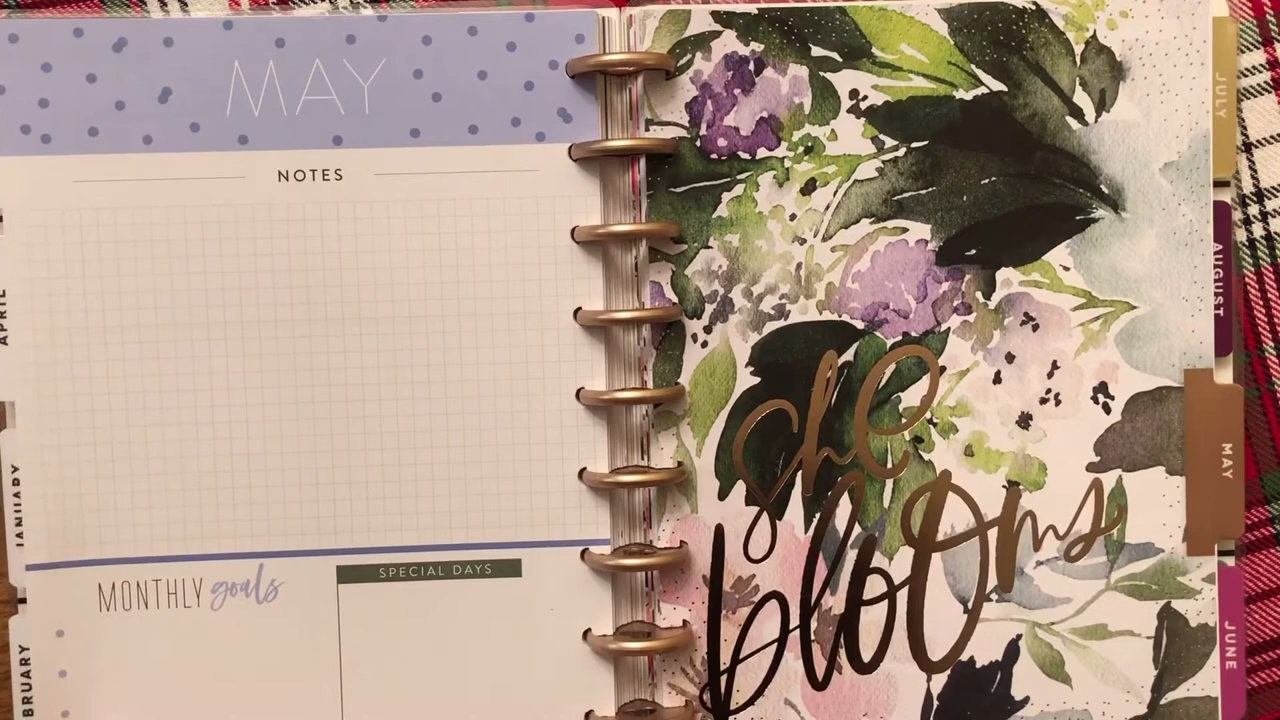 MAY
NOTES
MONTHLY goals
SPECIAL DAYS
APRIL
JANUARY
BRUARY
she
blooms
JULY
AUGUST
MAY
JUNE